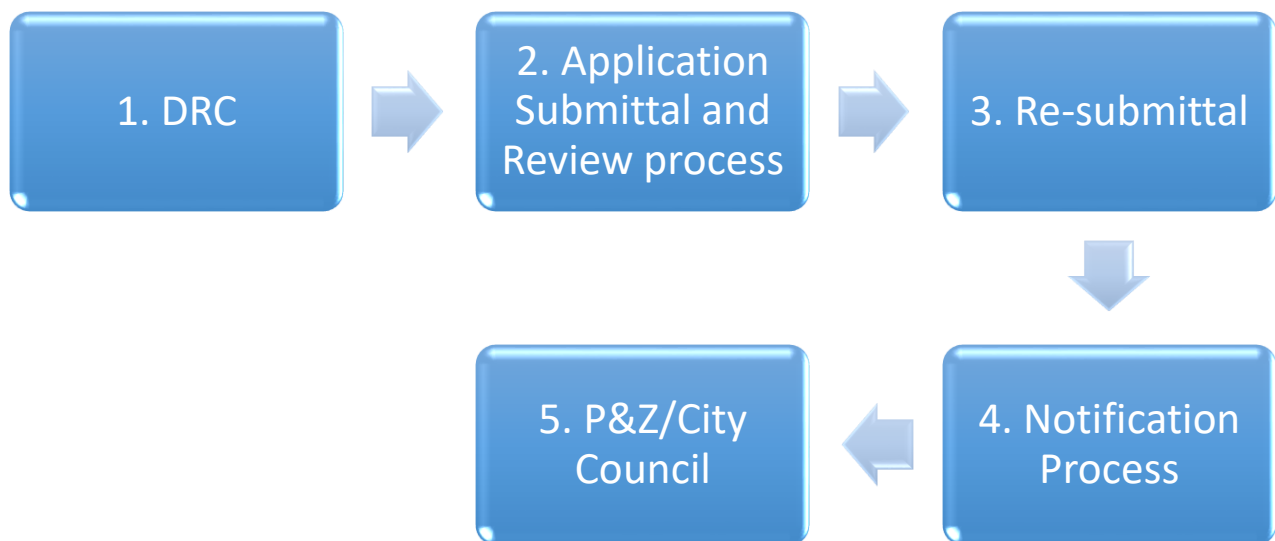 1. DRC
2. Application
Submittal and
Review process
3. Re-submittal
4. Notification
Process
5. P&Z/City
Council